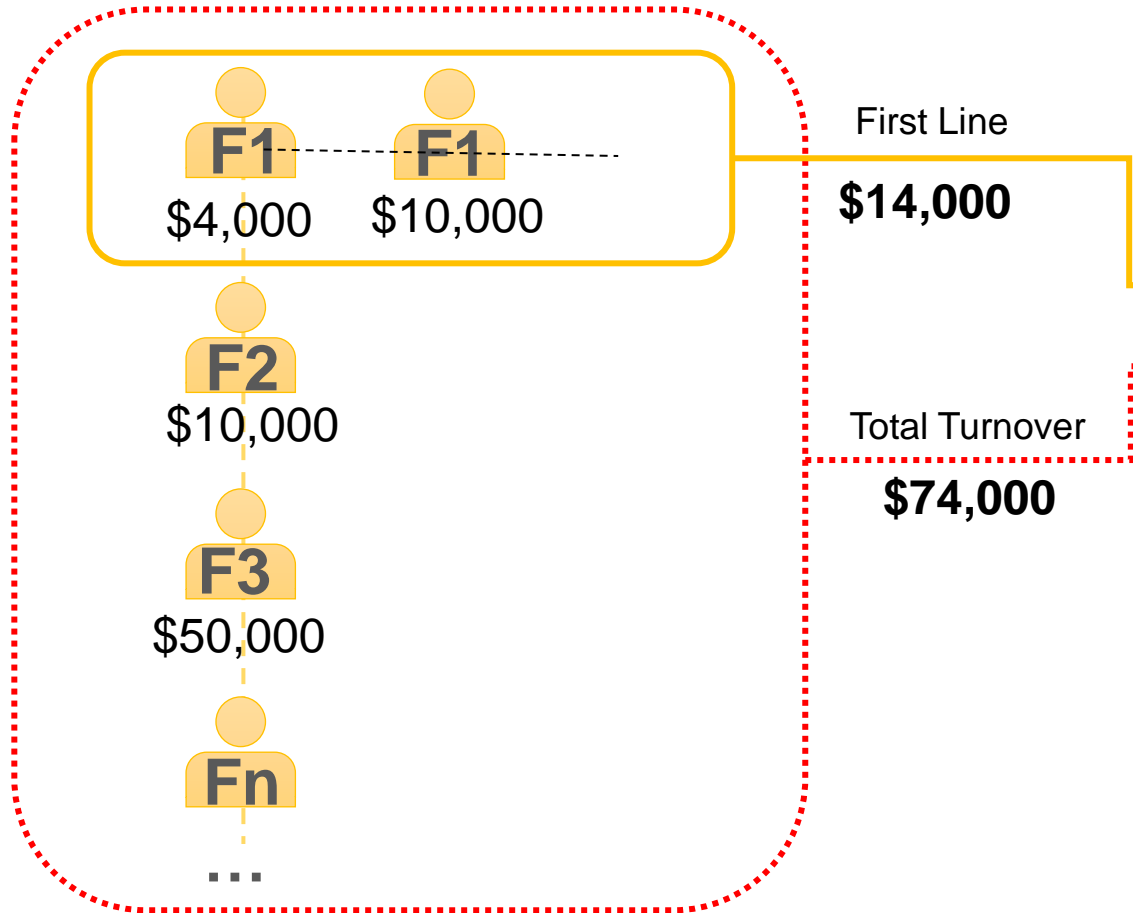 F1 F1
First Line
$4,000 $10,000
$14,000
F2
$10,000
Total Turnover
$74,000
F3
$50,000
Fn
...